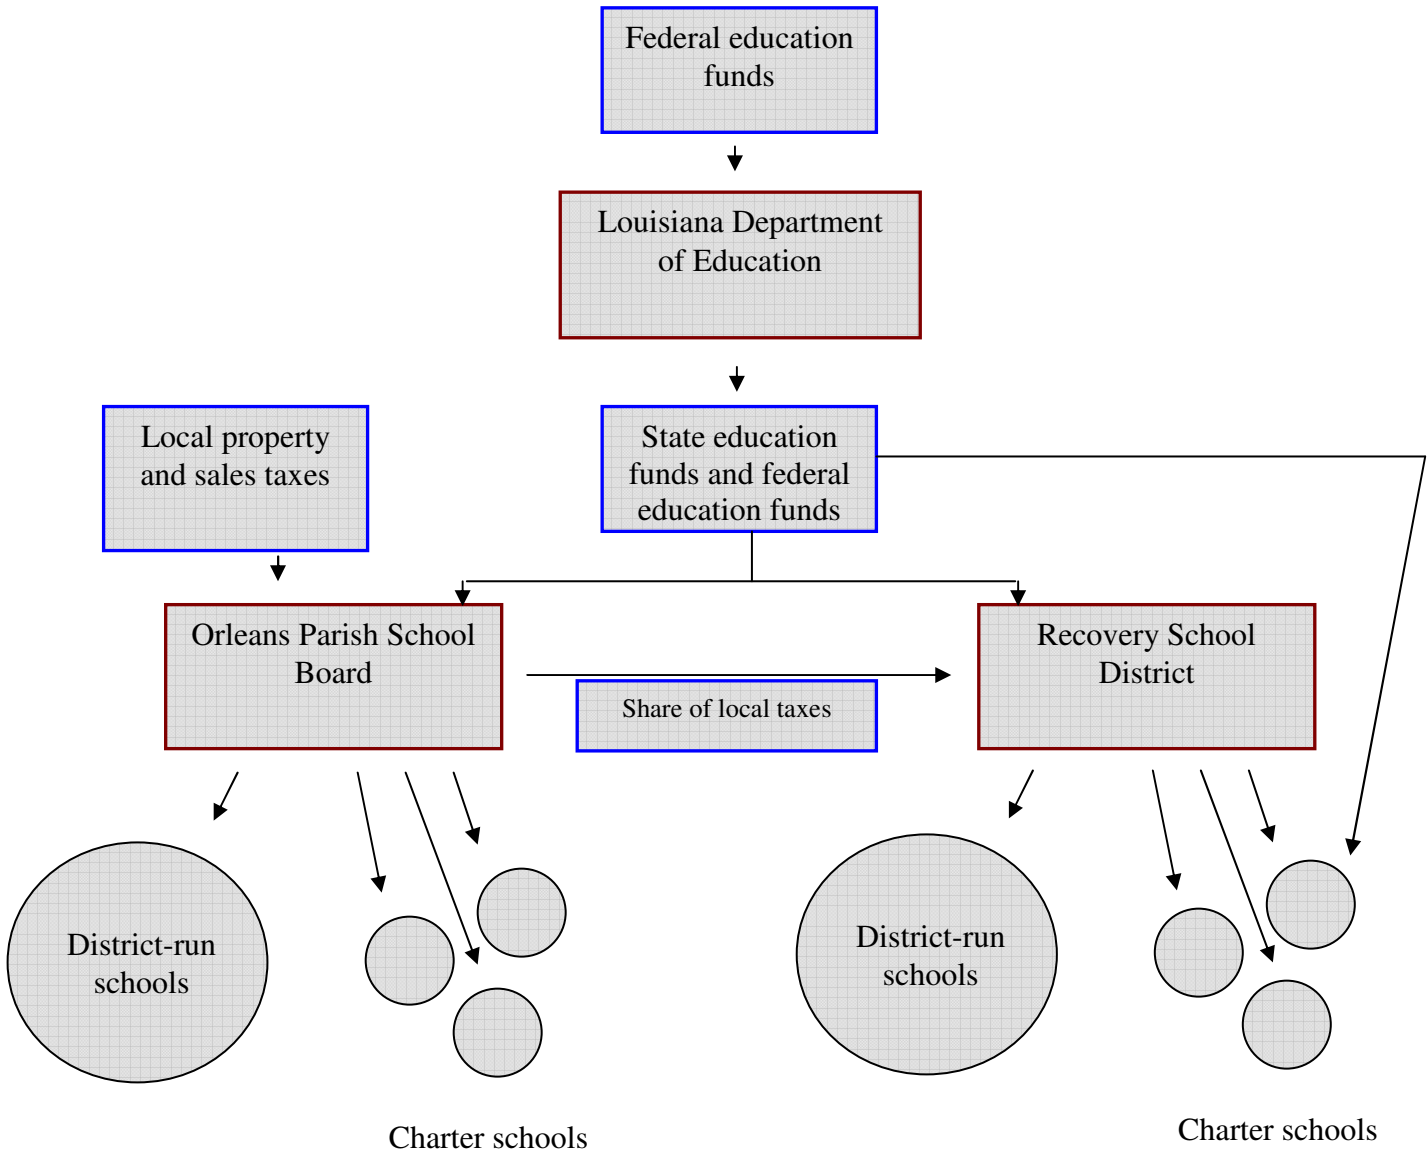 Federal education
funds
Louisiana Department
of Education
Local property
and sales taxes
State education
funds and federal
education funds
Orleans Parish School
Board
Share of local taxes
Recovery School
District
District-run
schools
District-run
schools
Charter schools
Charter schools